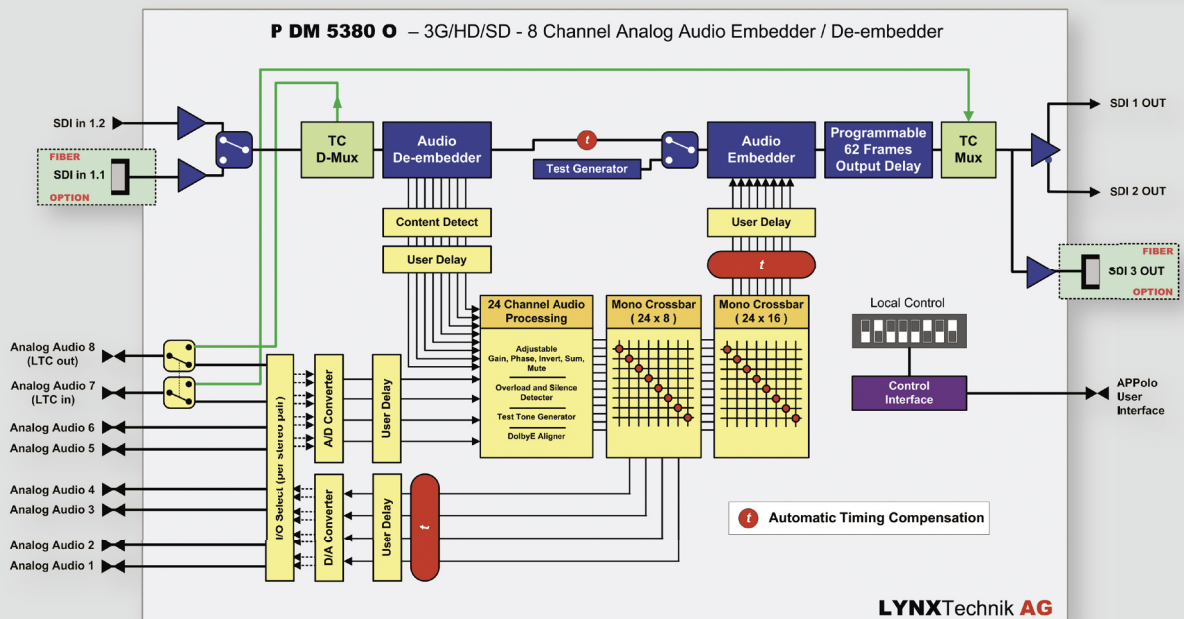 P DM 5380 O – 3G/HD/SD - 8 Channel Analog Audio Embedder / De-embedder
SDI in 1.2
FIBER
SDI in 1.1
OPTION
TC
D-Mux
Audio
De-embedder
t
Test Generator
Audio
Embedder
Programmable
62 Frames
Output Delay
TC
Mux
SDI 1 OUT
SDI 2 OUT
FIBER
SDI 3 OUT
OPTION
Content Detect
User Delay
User Delay
t
24 Channel Audio
Processing
Adjustable
Gain, Phase, Invert, Sum,
Mute
Overload and Silence
Detecter
Test Tone Generator
DolbyE Aligner
Mono Crossbar
( 24 x 8 )
Mono Crossbar
( 24 x 16 )
Local Control
Control
Interface
APPolo
User
Interface
Analog Audio 8
(LTC out)
Analog Audio 7
(LTC in)
Analog Audio 6
Analog Audio 5
Analog Audio 4
Analog Audio 3
Analog Audio 2
Analog Audio 1
I/O Select (per stereo pair)
A/D Converter
User Delay
D/A Converter
User Delay
t
t Automatic Timing Compensation
LYNXTechnik AG